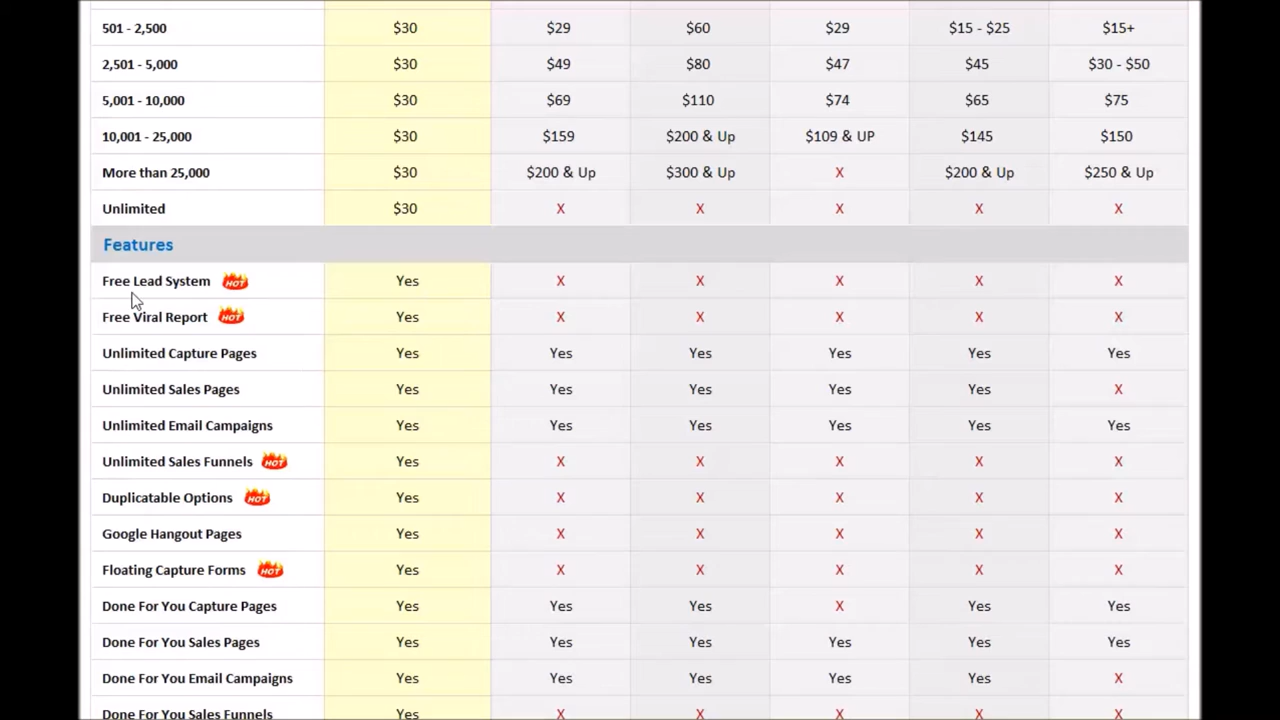 501 - 2,500 $30 $29 $60 $29 $15 - $25 $15+
2,501 - 5,000 $30 $49 $80 $47 $45 $30 - $50
5,001 - 10,000 $30 $69 $110 $74 $65 $75
10,001 - 25,000 $30 $159 $200 & Up $109 & UP $145 $150
More than 25,000 $30 $200 & Up $300 & Up X $200 & Up $250 & Up
Unlimited $30 X X X X X
Features
Free Lead System HOT Yes X X X X X
Free Viral Report HOT Yes X X X X X
Unlimited Capture Pages Yes Yes Yes Yes Yes Yes
Unlimited Sales Pages Yes Yes Yes Yes Yes X
Unlimited Email Campaigns Yes Yes Yes Yes Yes Yes
Unlimited Sales Funnels HOT Yes X X X X X
Duplicatable Options HOT Yes X X X X X
Google Hangout Pages Yes X X X X X
Floating Capture Forms HOT Yes X X X X X
Done For You Capture Pages Yes Yes Yes X Yes Yes
Done For You Sales Pages Yes Yes Yes Yes Yes Yes
Done For You Email Campaigns Yes Yes Yes Yes Yes X
Done For You Sales Funnels Yes X X X X X